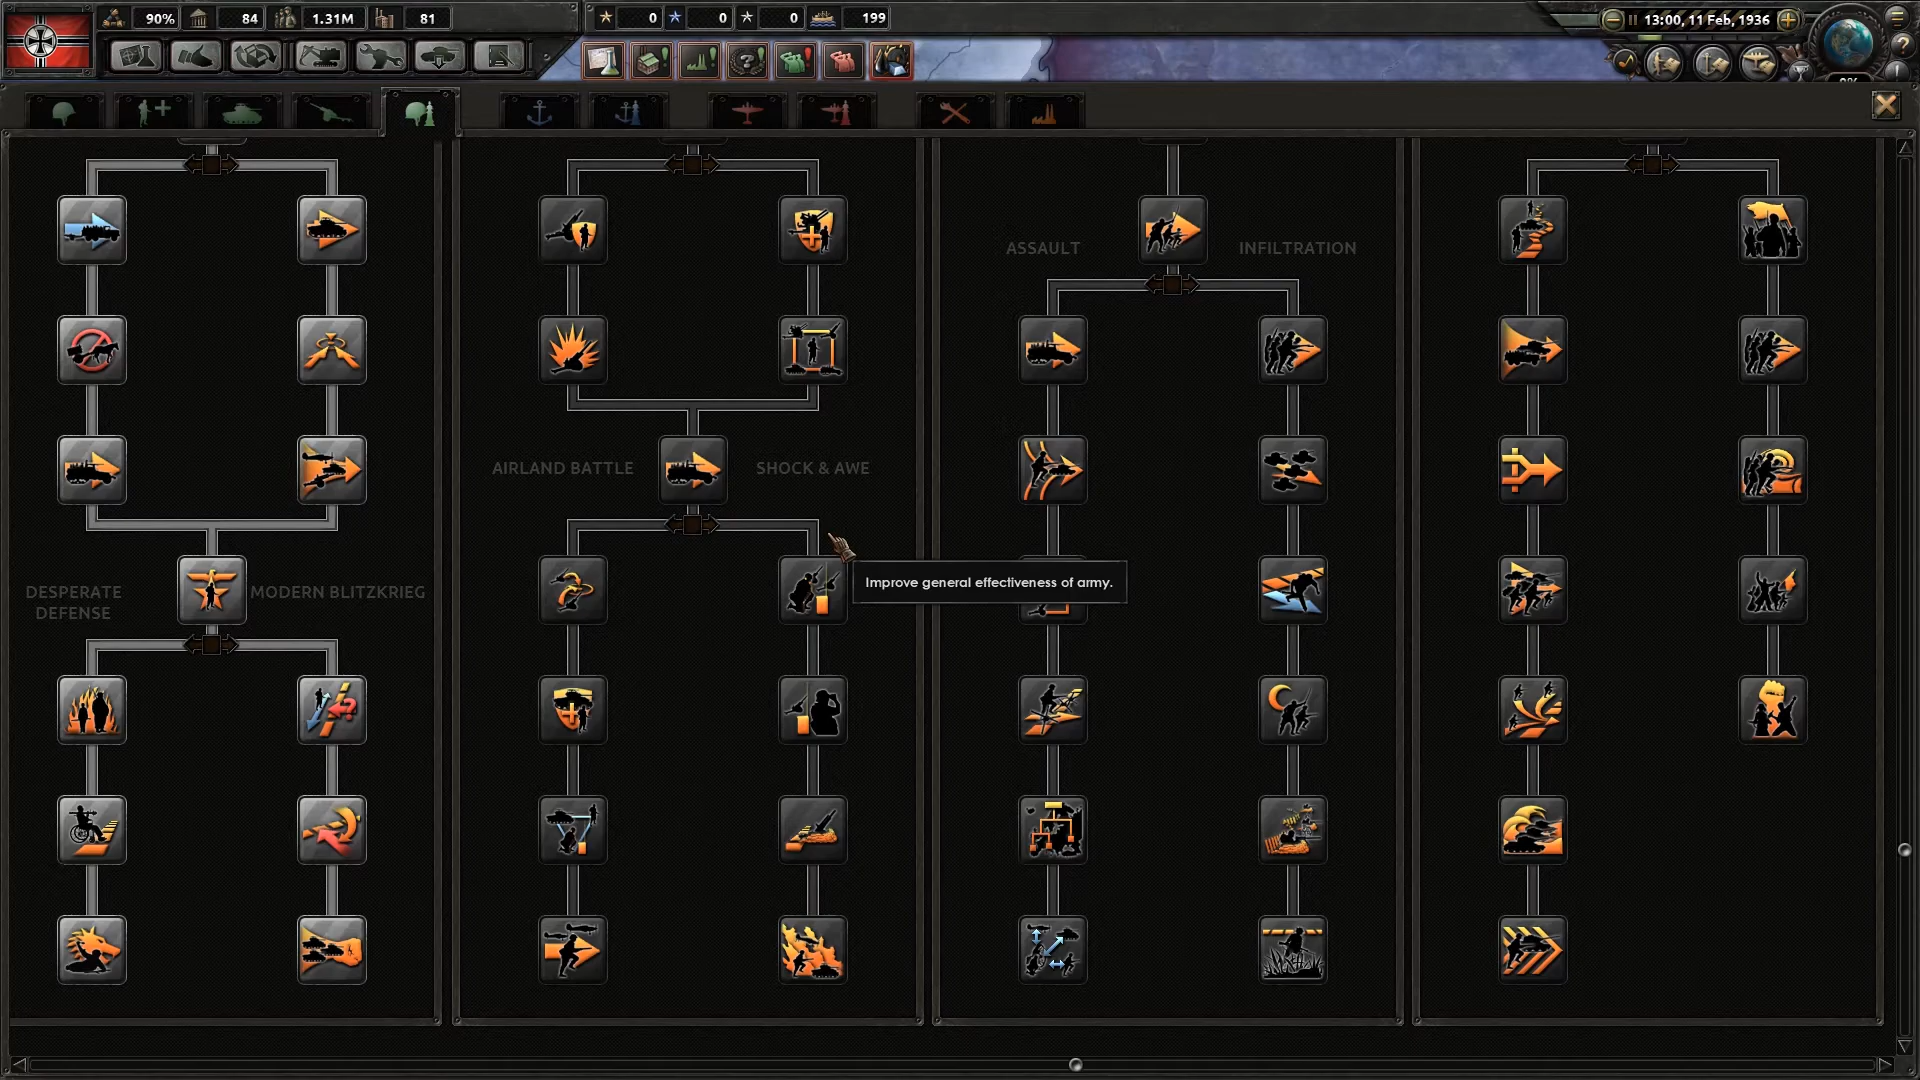 90%
84
1.31M
81
0
0
0
199
13:00, 11 Feb, 1936
ASSAULT
INFILTRATION
AIRLAND BATTLE
SHOCK & AWE
DESPERATE
DEFENSE
MODERN BLITZKRIEG
Improve general effectiveness of army.